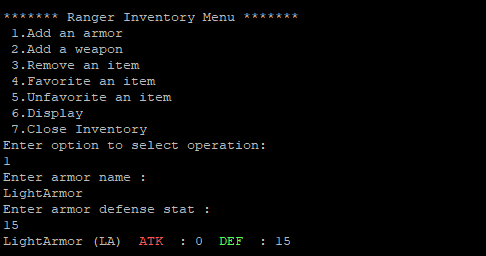 ******* Ranger Inventory Menu *******
1.Add an armor
2.Add a weapon
3.Remove an item
4.Favorite an item
5.Unfavorite an item
6.Display
7.Close Inventory
Enter option to select operation:
1
Enter armor name :
LightArmor
Enter armor defense stat :
15
LightArmor (LA)  ATK  : 0  DEF  : 15